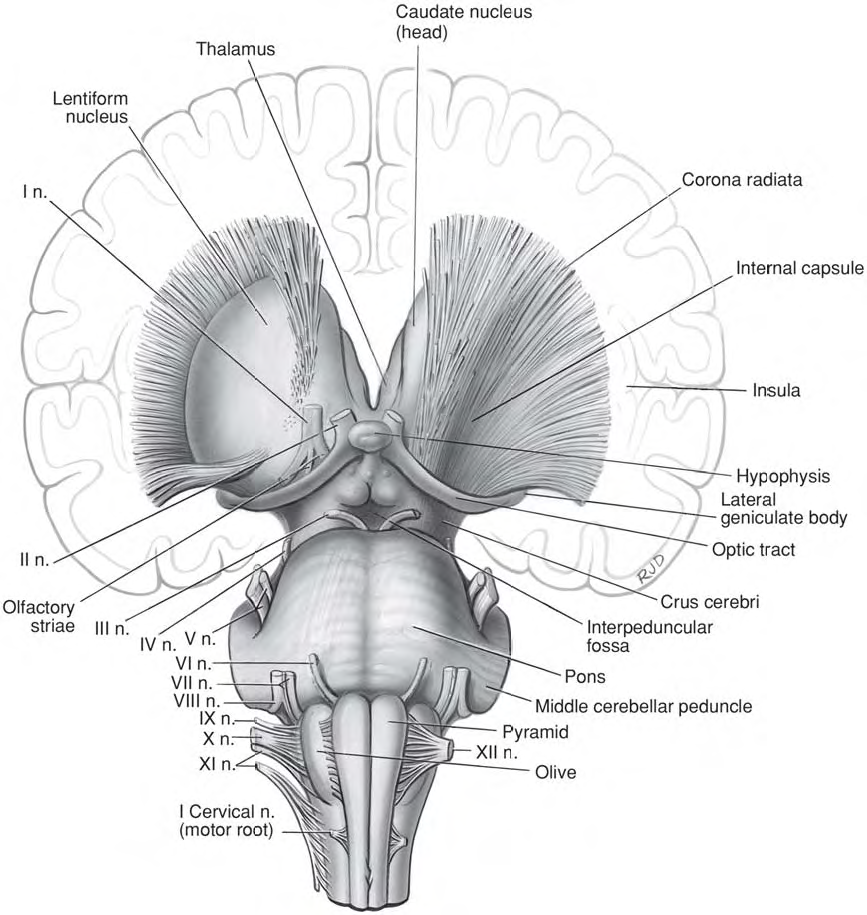 Caudate nucleus
(head)
Thalamus
Lentiform
nucleus
I n.
Corona radiata
Internal capsule
Insula
Hypophysis
Lateral
geniculate body
Optic tract
RJD
Crus cerebri
Interpeduncular
fossa
Pons
Middle cerebellar peduncle
Pyramid
XII n.
Olive
II n.
Olfactory
striae
III n.
IV n.
V n.
VI n.
VII n.
VIII n.
IX n.
X n.
XI n.
I Cervical n.
(motor root)